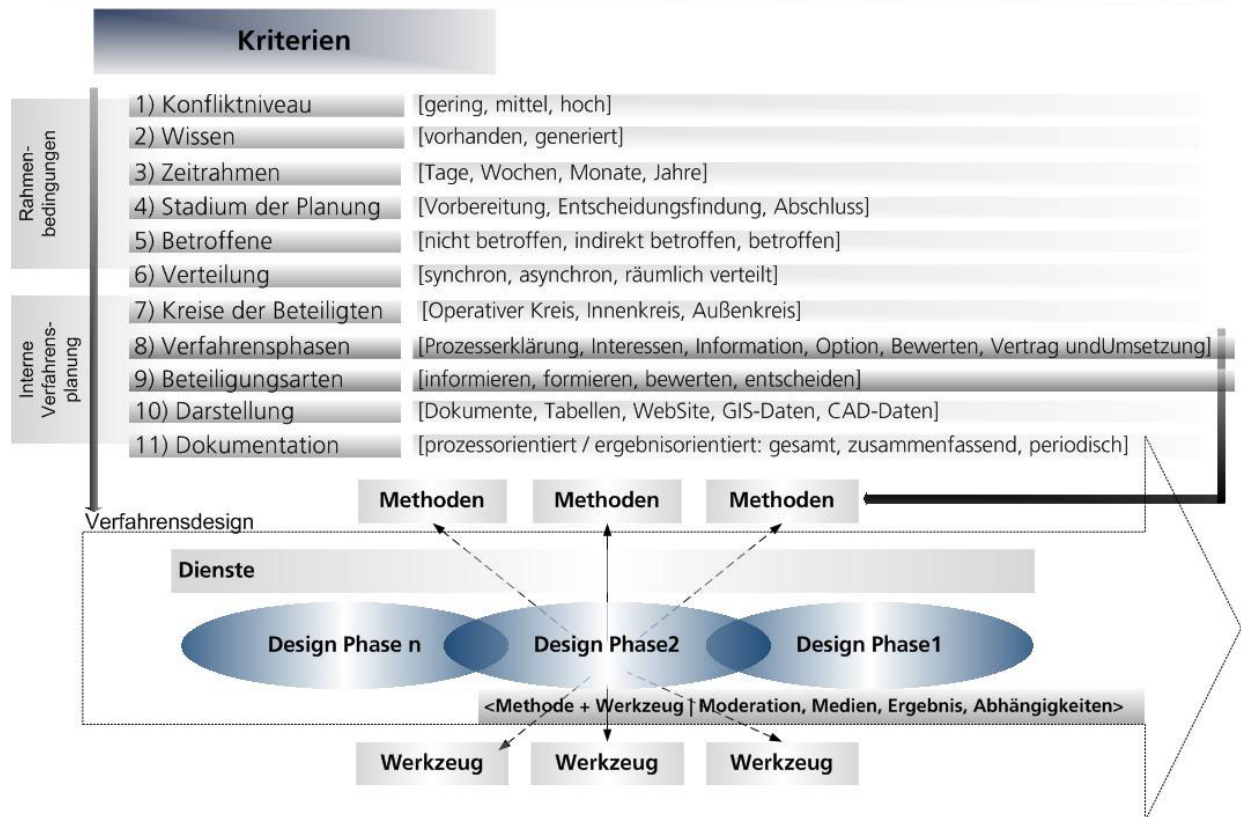 Kriterien
Rahmen-
bedingungen
1) Konfliktniveau [gering, mittel, hoch]
2) Wissen [vorhanden, generiert]
3) Zeitrahmen [Tage, Wochen, Monate, Jahre]
4) Stadium der Planung [Vorbereitung, Entscheidungsfindung, Abschluss]
5) Betroffene [nicht betroffen, indirekt betroffen, betroffen]
6) Verteilung [synchron, asynchron, räumlich verteilt]
Interne
Verfahrens-
planung
7) Kreise der Beteiligten [Operativer Kreis, Innenkreis, Außenkreis]
8) Verfahrensphasen [Prozesserklärung, Interessen, Information, Option, Bewerten, Vertrag undUmsetzung]
9) Beteiligungsarten [informieren, formieren, bewerten, entscheiden]
10) Darstellung [Dokumente, Tabellen, WebSite, GIS-Daten, CAD-Daten]
11) Dokumentation [prozessorientiert / ergebnisorientiert: gesamt, zusammenfassend, periodisch]
Methoden Methoden Methoden
Verfahrensdesign
Dienste
Design Phase n Design Phase2 Design Phase1
<Methode + Werkzeug | Moderation, Medien, Ergebnis, Abhängigkeiten>
Werkzeug Werkzeug Werkzeug